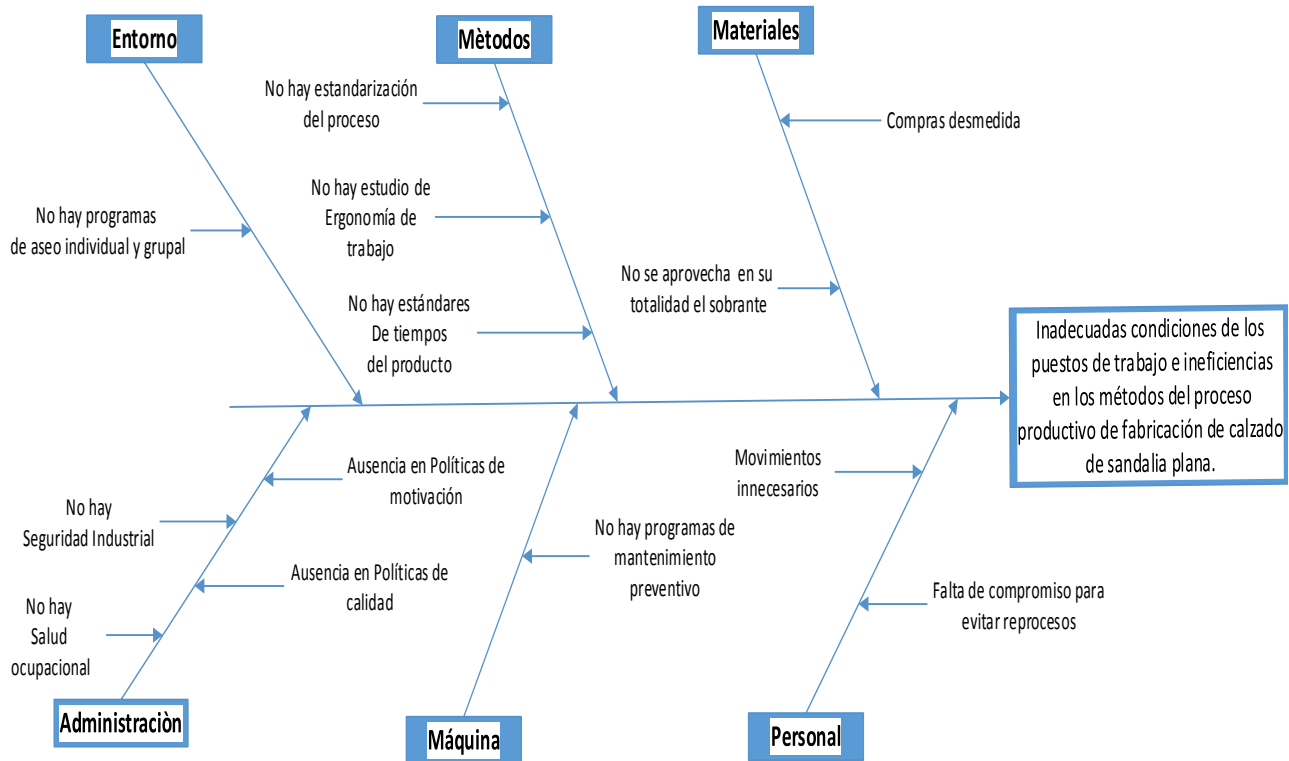 Entorno
Mètodos
Materiales
No hay estandarización
del proceso
Compras desmedida
No hay estudio de
Ergonomía de
trabajo
No hay programas
de aseo individual y grupal
No se aprovecha en su
totalidad el sobrante
No hay estándares
De tiempos
del producto
Inadecuadas condiciones de los
puestos de trabajo e ineficiencias
en los métodos del proceso
productivo de fabricación de calzado
de sandalia plana.
Ausencia en Políticas de
motivación
No hay
Seguridad Industrial
Ausencia en Políticas de
calidad
No hay
Salud
ocupacional
No hay programas de
mantenimiento
preventivo
Movimientos
innecesarios
Falta de compromiso para
evitar reprocesos
Administraciòn
Máquina
Personal